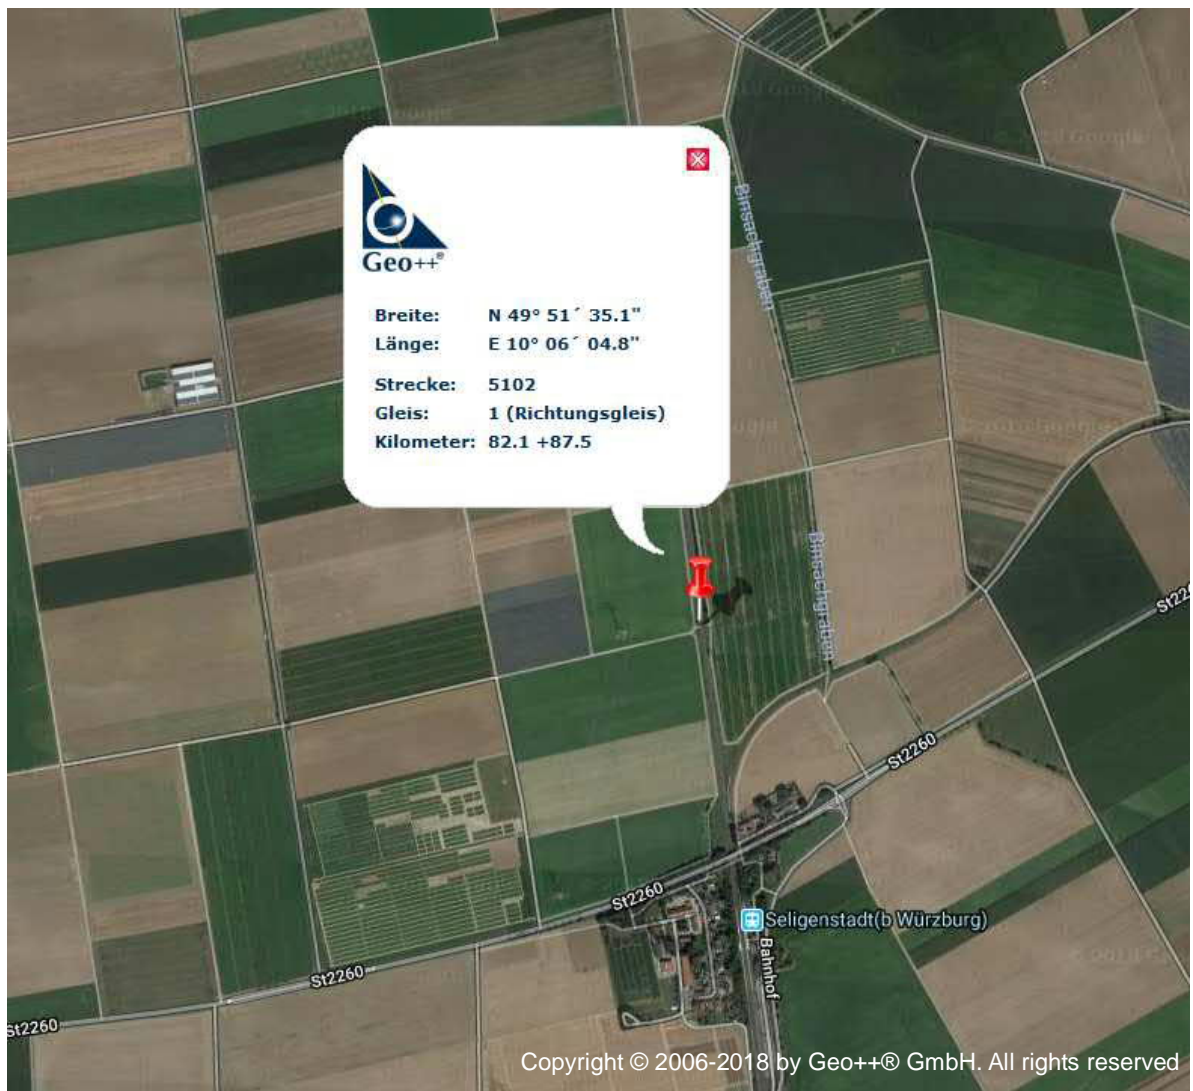 Geo++®
Breite: N 49° 51´ 35.1"
Länge: E 10° 06´ 04.8"
Strecke: 5102
Gleis: 1 (Richtungsgleis)
Kilometer: 82.1 +87.5
Binsachgraben
Binsachgraben
St22
St2260
St2260
Seligenstadt(b Würzburg)
Bahnhof
St2260
St2260
Copyright © 2006-2018 by Geo++® GmbH. All rights reserved